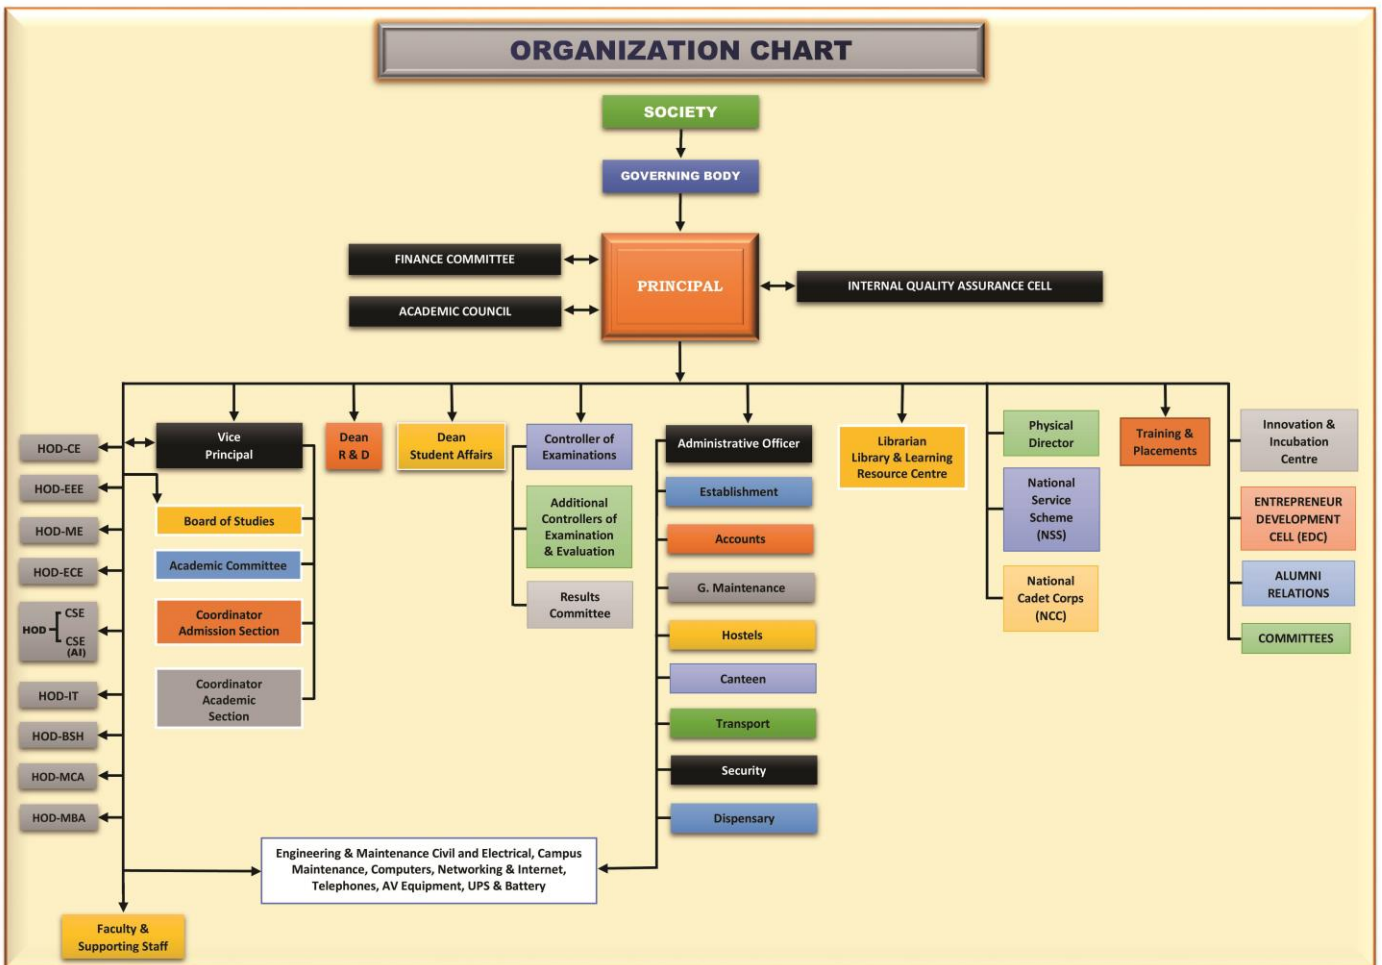 ORGANIZATION CHART
SOCIETY
GOVERNING BODY
FINANCE COMMITTEE
PRINCIPAL
INTERNAL QUALITY ASSURANCE CELL
ACADEMIC COUNCIL
HOD-CE
HOD-EEE
HOD-ME
HOD-ECE
HOD
CSE
CSE
(AI)
HOD-IT
HOD-BSH
HOD-MCA
HOD-MBA
Faculty &
Supporting Staff
Vice
Principal
Board of Studies
Academic Committee
Coordinator
Admission Section
Coordinator
Academic
Section
Dean
R & D
Dean
Student Affairs
Controller of
Examinations
Additional
Controllers of
Examination
& Evaluation
Results
Committee
Administrative Officer
Establishment
Accounts
G. Maintenance
Hostels
Canteen
Transport
Security
Dispensary
Engineering & Maintenance Civil and Electrical, Campus
Maintenance, Computers, Networking & Internet,
Telephones, AV Equipment, UPS & Battery
Librarian
Library & Learning
Resource Centre
Physical
Director
National
Service
Scheme
(NSS)
National
Cadet Corps
(NCC)
Training &
Placements
Innovation &
Incubation
Centre
ENTREPRENEUR
DEVELOPMENT
CELL (EDC)
ALUMNI
RELATIONS
COMMITTEES